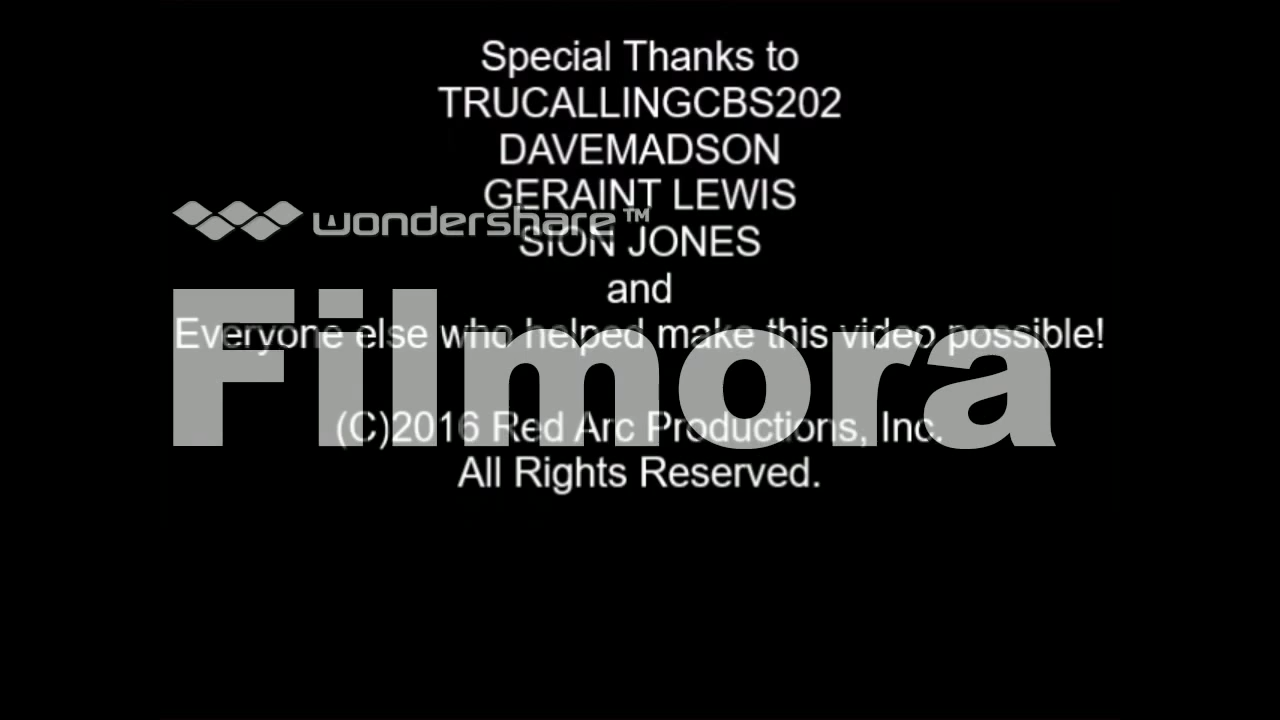 Special Thanks to
TRUCALLINGCBS202
DAVEMADSON
GERAINT LEWIS
wondershare™
SION JONES
and
Filmora
Everyone else who helped make this video possible!
(C)2016 Red Arc Productions, Inc.
All Rights Reserved.